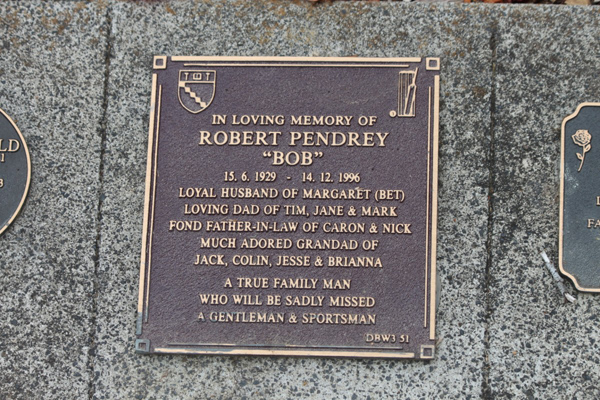 IN LOVING MEMORY OF
ROBERT PENDREY
"BOB"
15. 6. 1929 - 14. 12. 1996
LOYAL HUSBAND OF MARGARET (BET)
LOVING DAD OF TIM, JANE & MARK
FOND FATHER-IN-LAW OF CARON & NICK
MUCH ADORED GRANDAD OF
JACK, COLIN, JESSE & BRIANNA
A TRUE FAMILY MAN
WHO WILL BE SADLY MISSED
A GENTLEMAN & SPORTSMAN
DBW3 51